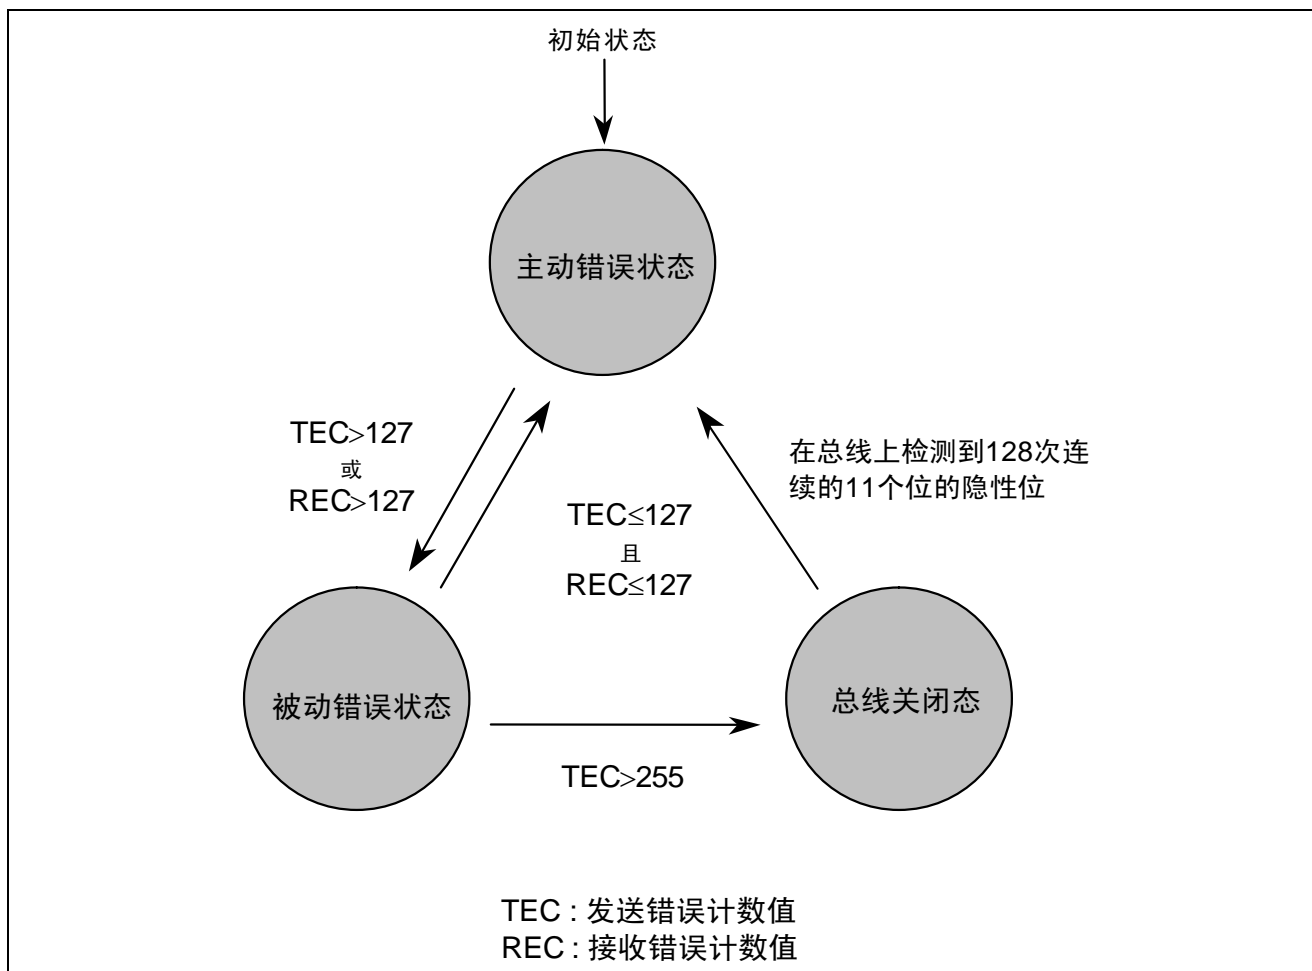 初始状态
主动错误状态
TEC>127
或
REC>127
在总线上检测到128次连
续的11个位的隐性位
TEC≤127
且
REC≤127
被动错误状态
总线关闭态
TEC>255
TEC : 发送错误计数值
REC : 接收错误计数值